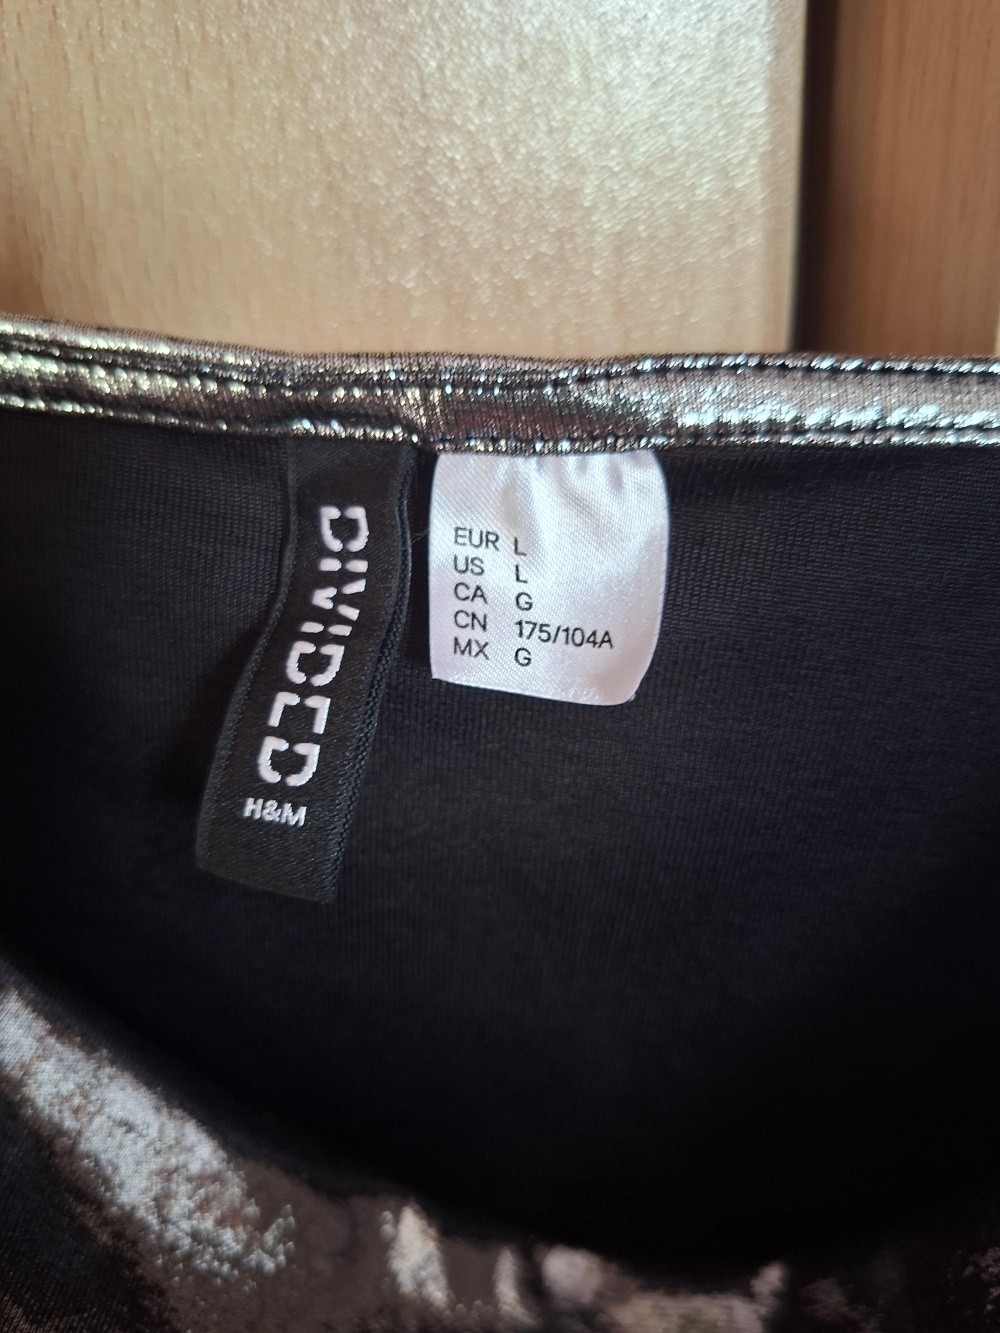 DIVIDED
H&M
EUR L
US L
CA G
CN 175/104A
MX G